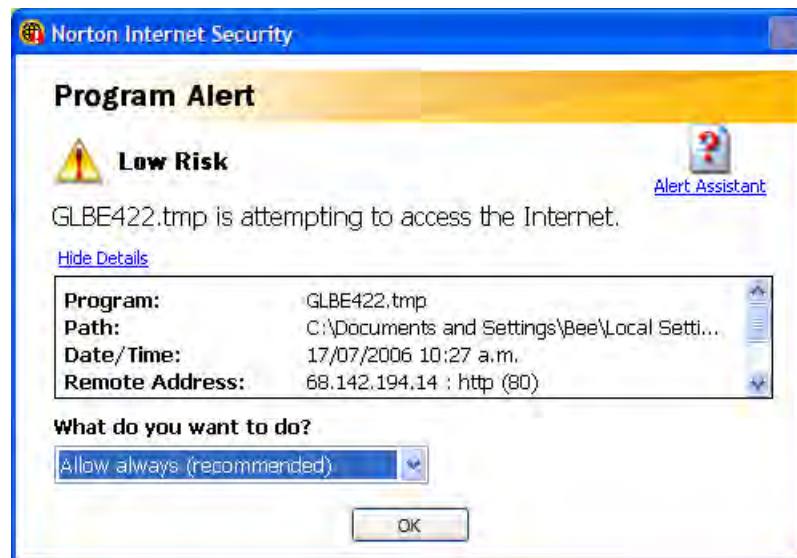 Norton Internet Security
Program Alert
Low Risk
Alert Assistant
GLBE422.tmp is attempting to access the Internet.
Hide Details
Program: GLBE422.tmp
Path: C:\Documents and Settings\Bee\Local Setti...
Date/Time: 17/07/2006 10:27 a.m.
Remote Address: 68.142.194.14 : http (80)
What do you want to do?
Allow always (recommended)
OK